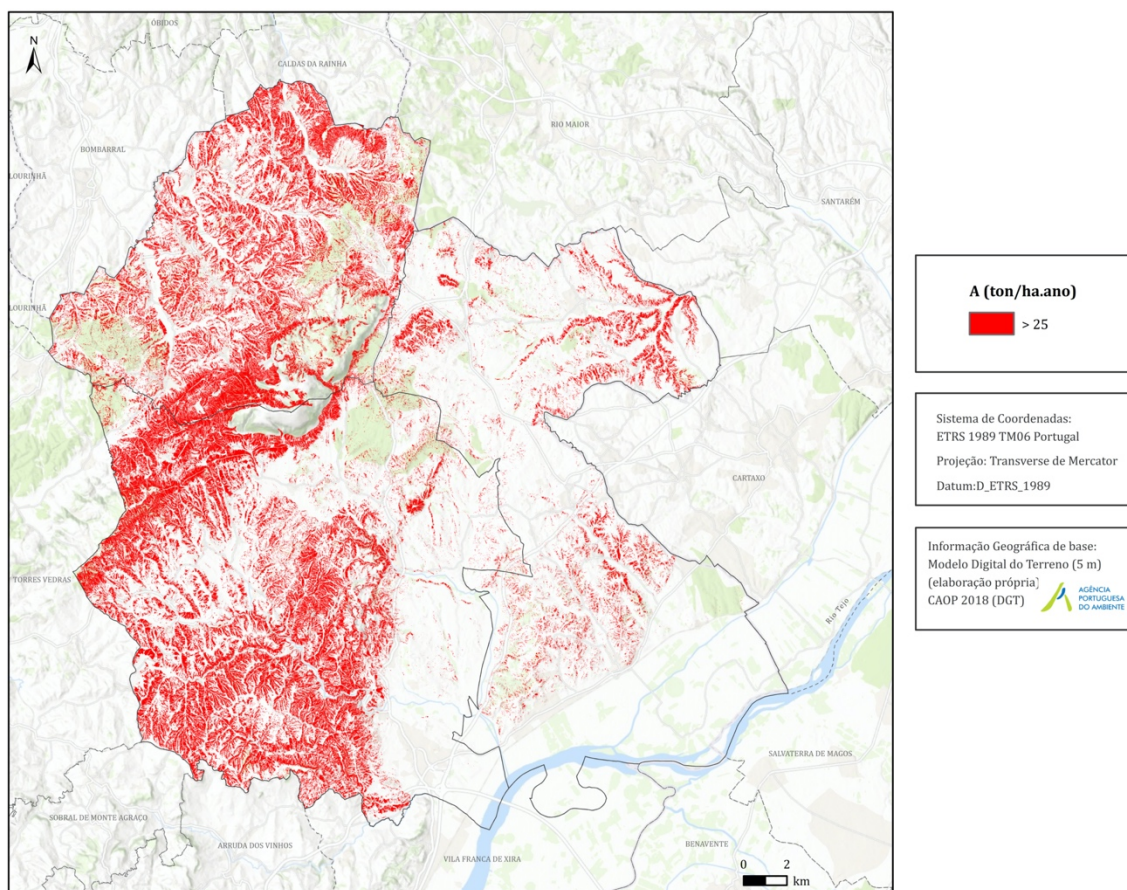 ÓBIDOS
N
CALDAS DA RAINHA
RIO MAIOR
BOMBARRAL
LOURINHÃ
SANTARÉM
LOURINHÃ
CARTAXO
TORRES VEDRAS
Rio Tejo
SALVATERRA DE MAGOS
SOBRAL DE MONTE AGRAÇO
ARRUDA DOS VINHOS
BENAVENTE
VILA FRANCA DE XIRA
0 2
km
A (ton/ha.ano)
> 25
Sistema de Coordenadas:
ETRS 1989 TM06 Portugal
Projeção: Transverse de Mercator
Datum:D_ETRS_1989
Informação Geográfica de base:
Modelo Digital do Terreno (5 m)
(elaboração própria)
CAOP 2018 (DGT)
AGÊNCIA
PORTUGUESA
DO AMBIENTE